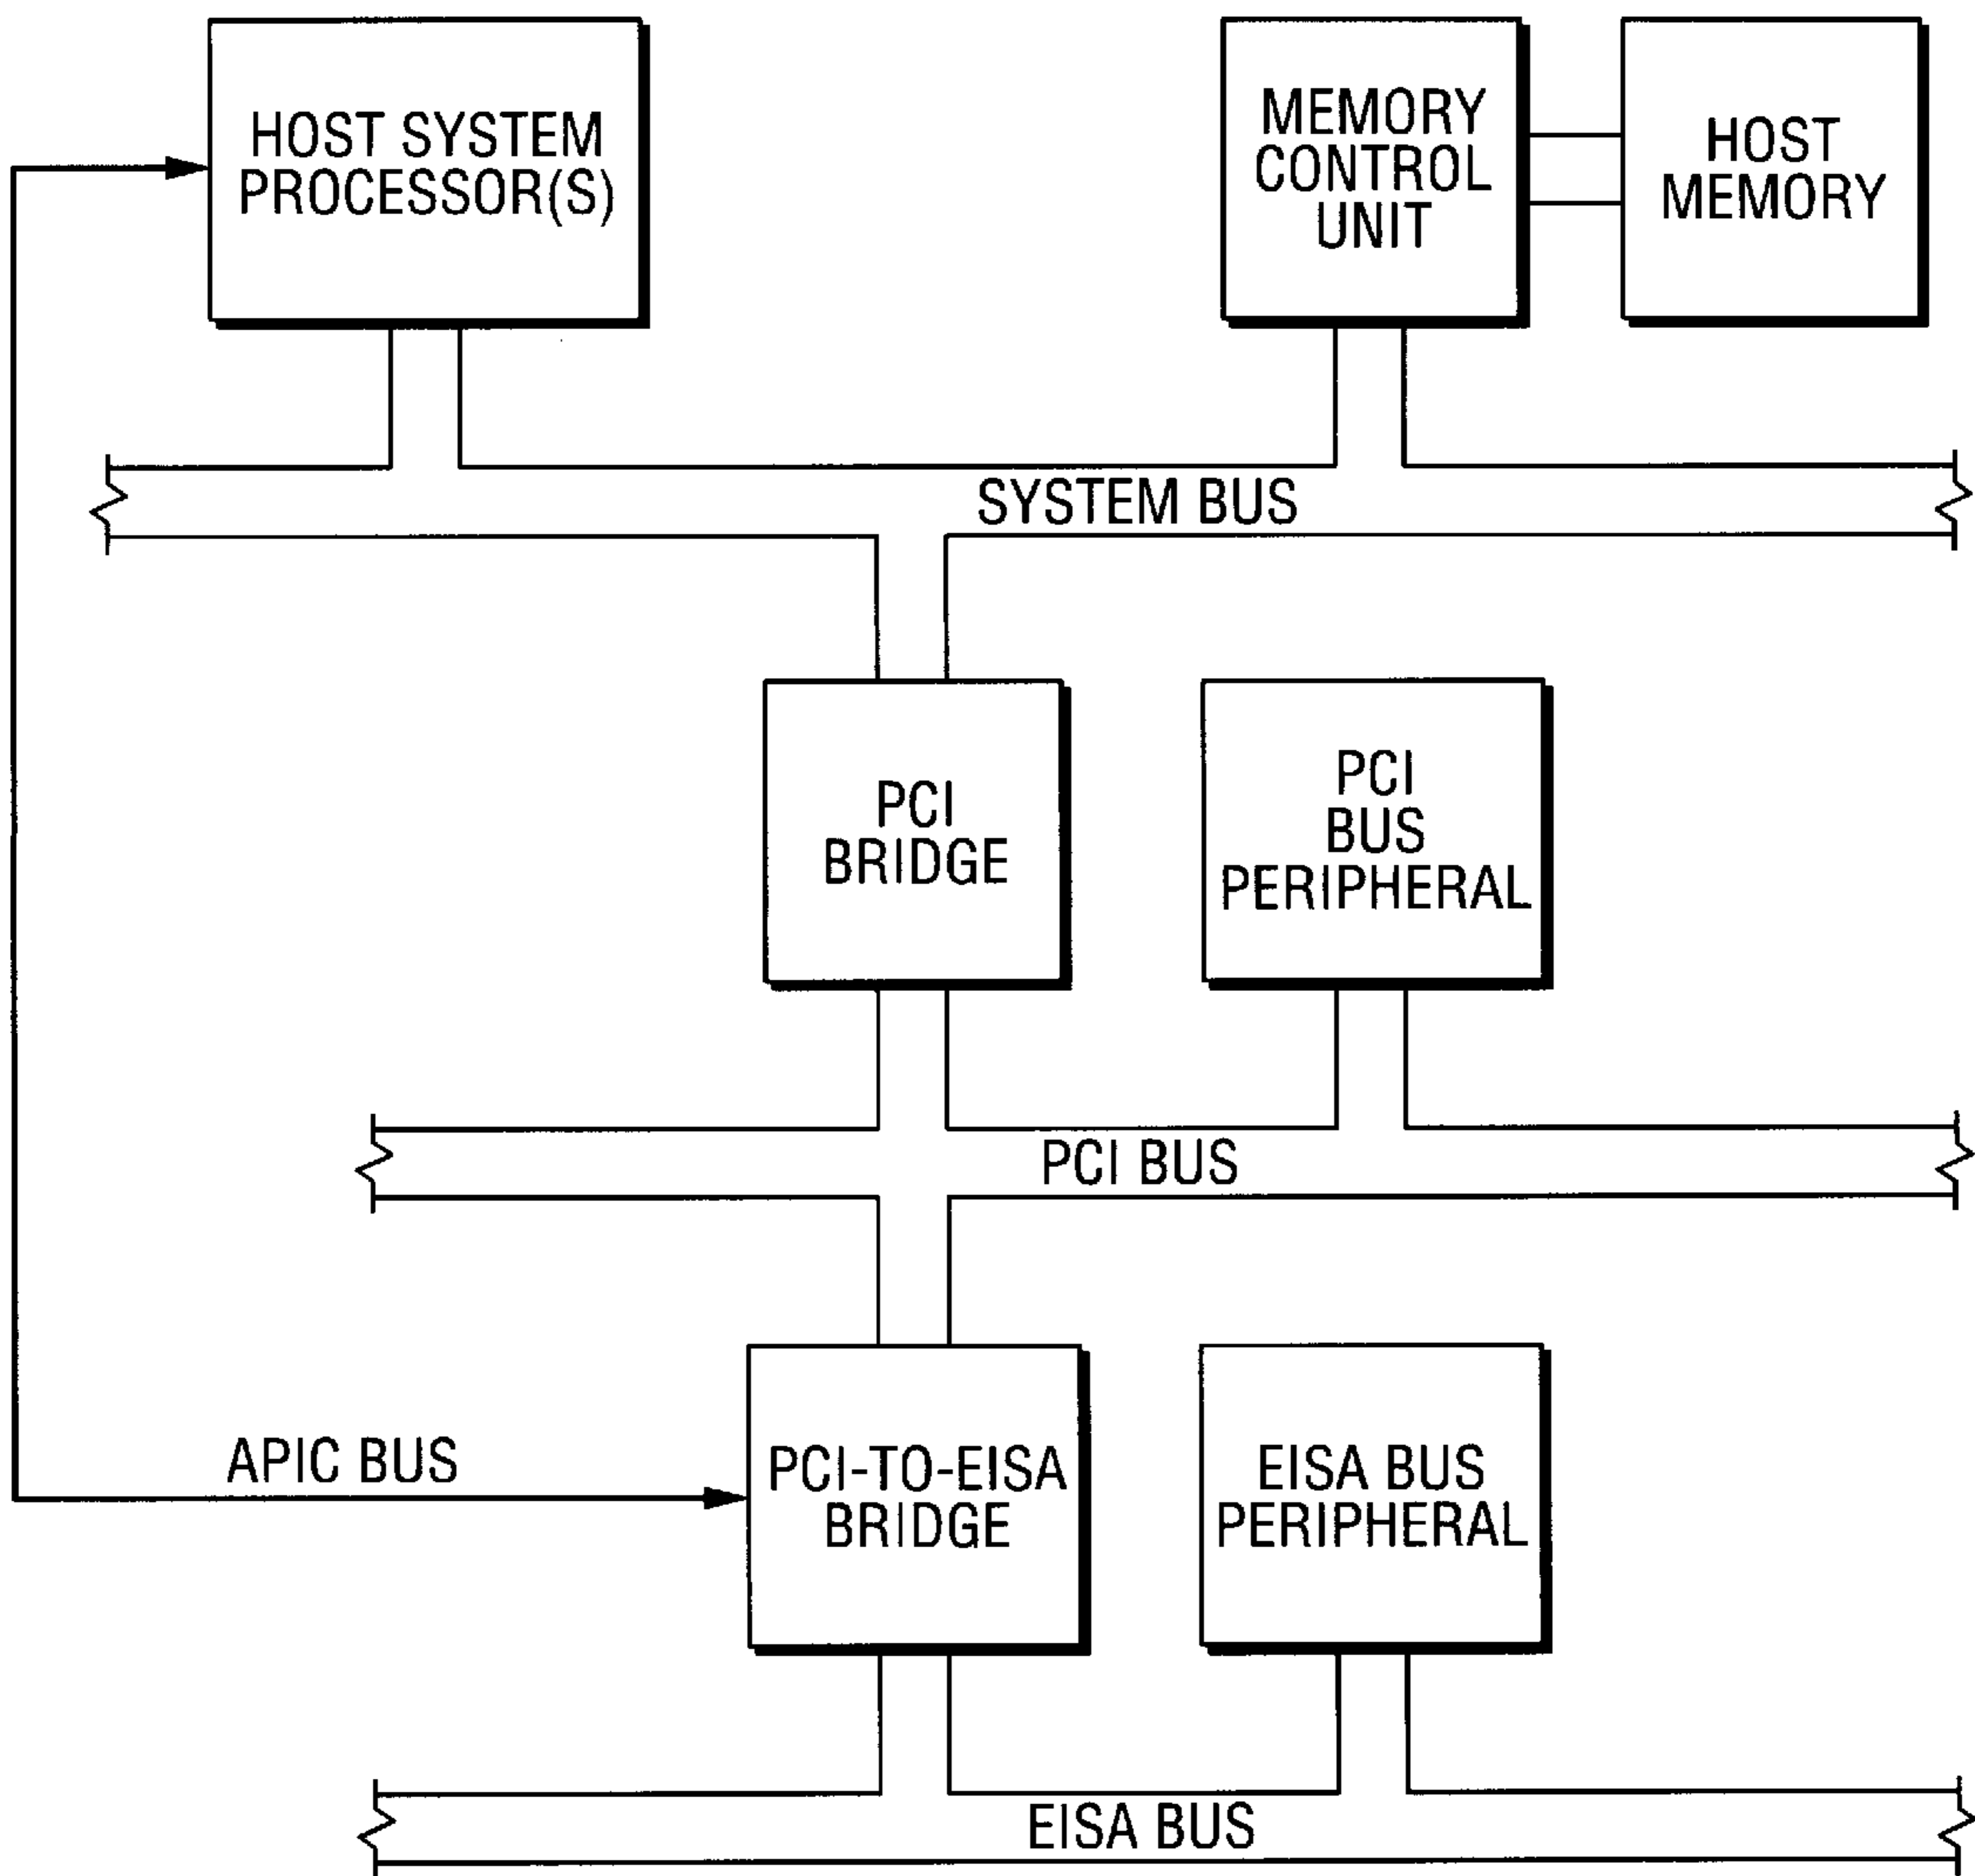 HOST SYSTEM
PROCESSOR(S)
MEMORY
CONTROL
UNIT
HOST
MEMORY
SYSTEM BUS
PCI
BRIDGE
PCI
BUS
PERIPHERAL
PCI BUS
APIC BUS
PCI-TO-EISA
BRIDGE
EISA BUS
PERIPHERAL
EISA BUS